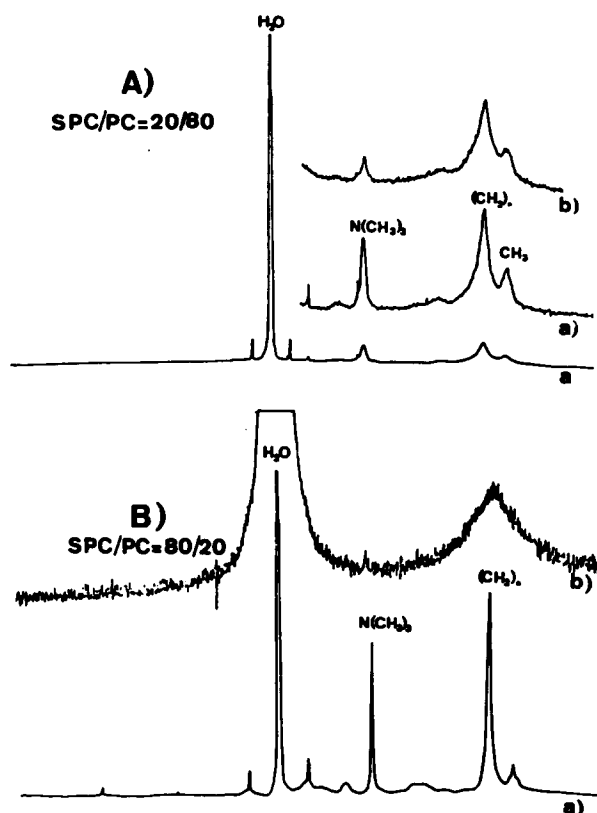 H₂O
A)
SPC/PC=20/80
b)
(CH₂)ₙ
N(CH₃)₃
CH₃
a)
a
H₂O
B)
SPC/PC=80/20
b)
(CH₂)ₙ
N(CH₃)₃
a)